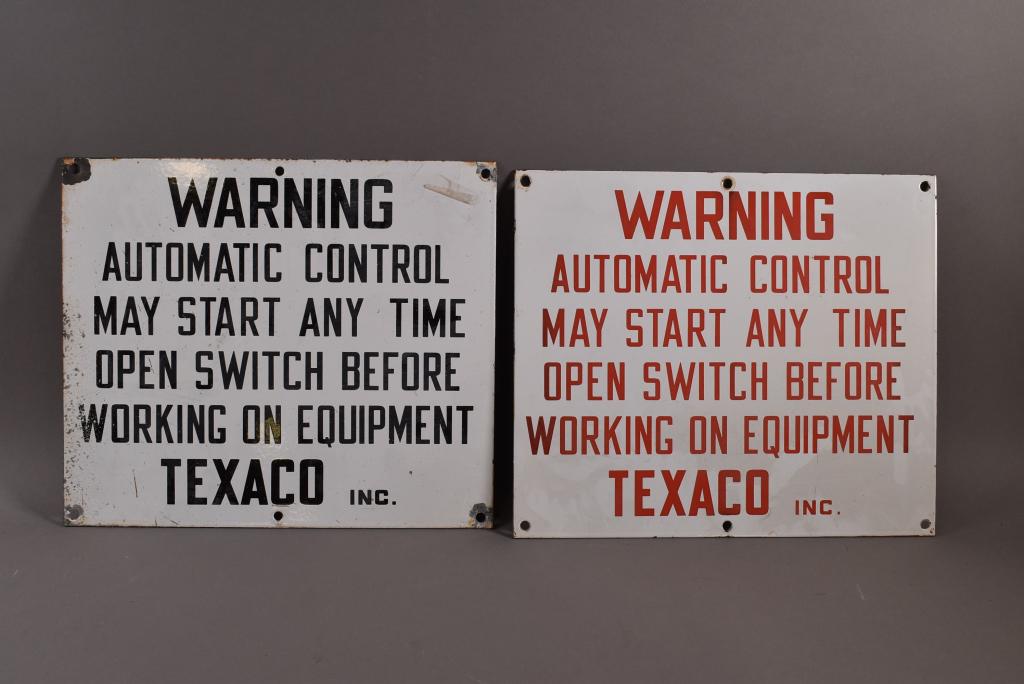 WARNING
AUTOMATIC CONTROL
MAY START ANY TIME
OPEN SWITCH BEFORE
WORKING ON EQUIPMENT
TEXACO INC.
WARNING
AUTOMATIC CONTROL
MAY START ANY TIME
OPEN SWITCH BEFORE
WORKING ON EQUIPMENT
TEXACO INC.